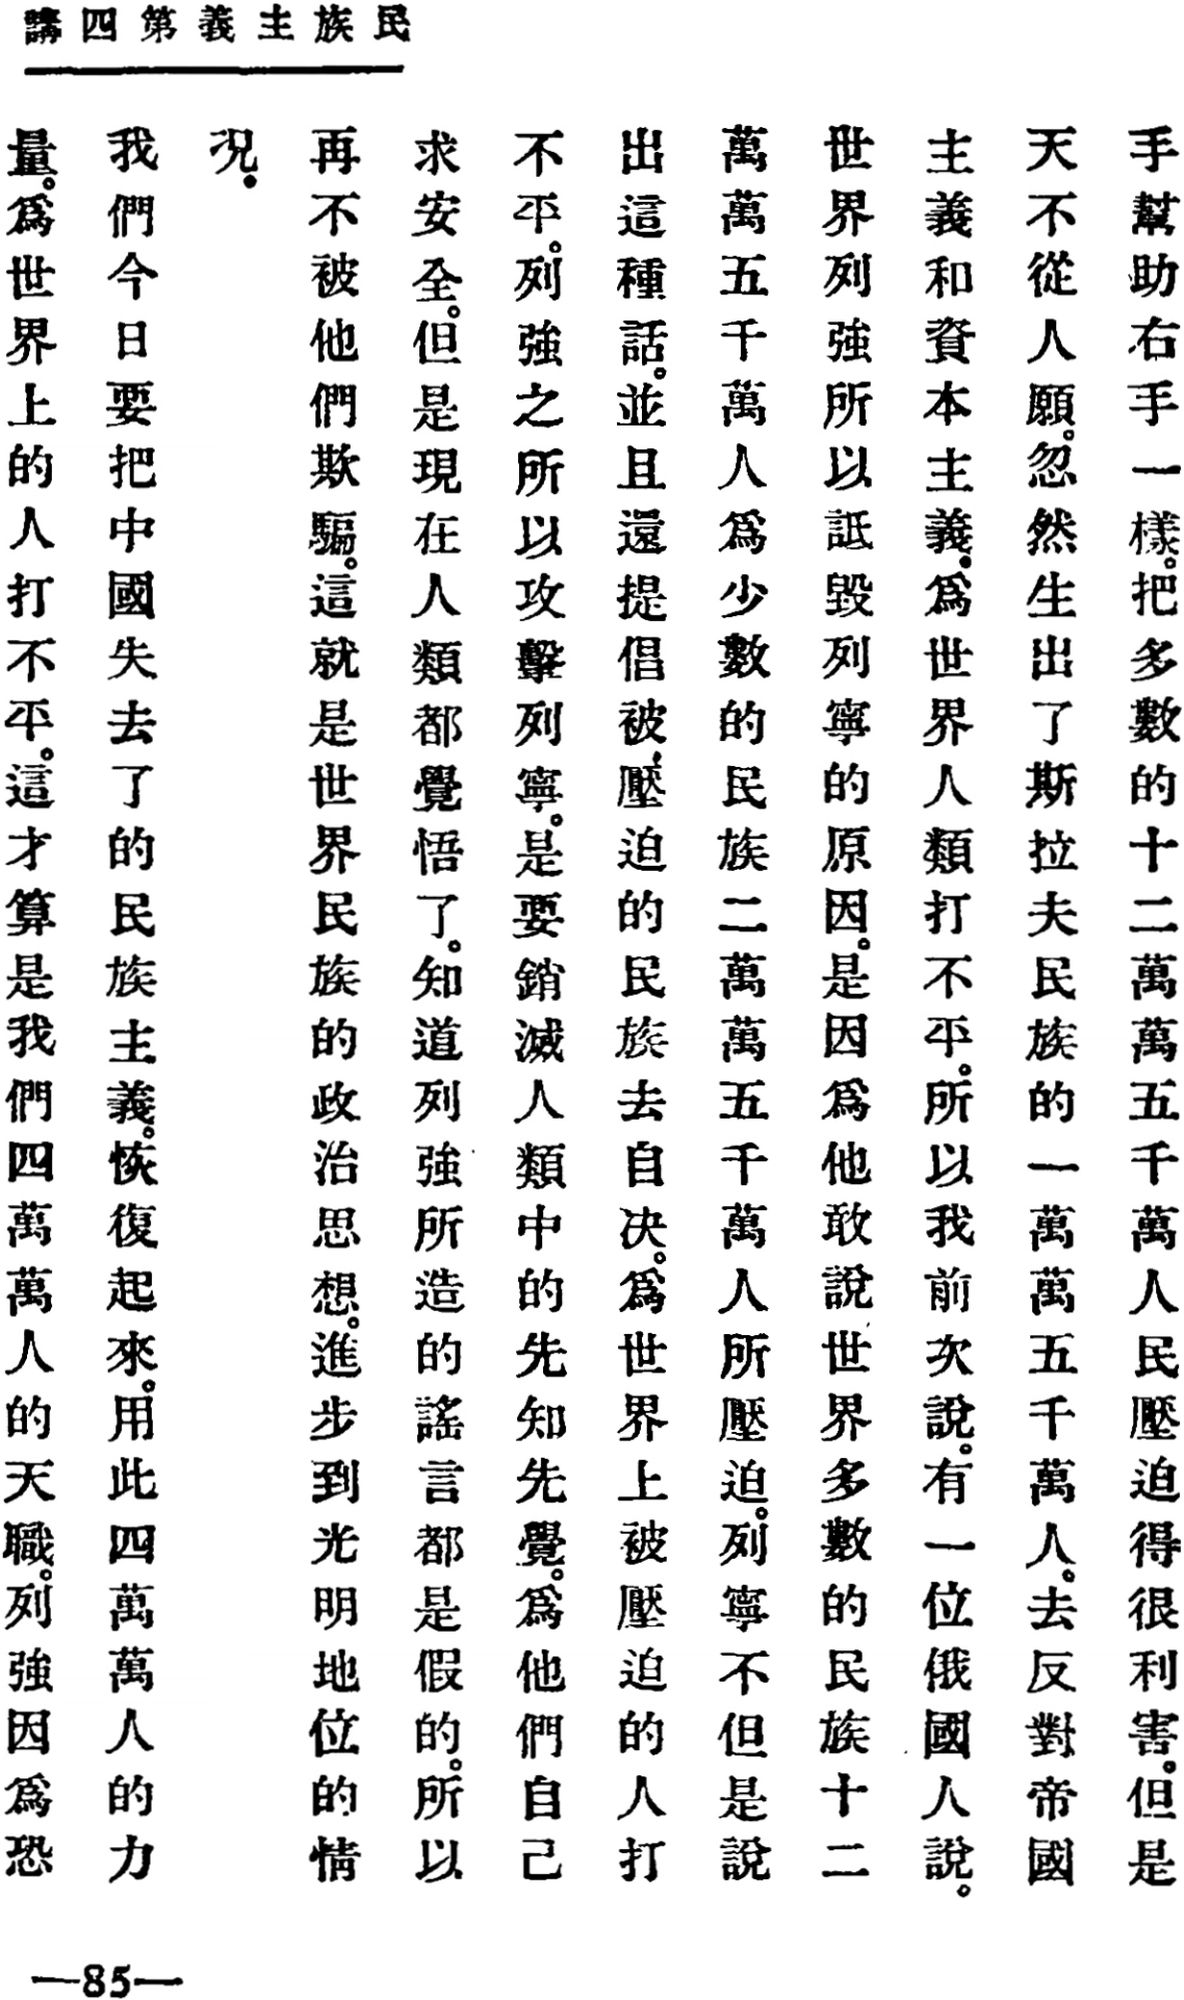 民族主義第四講
手幫助右手一樣。把多數的十二萬萬五千萬人民壓迫得很利害。但是
天不從人願。忽然生出了斯拉夫民族的一萬萬五千萬人。去反對帝國
主義和資本主義。爲世界人類打不平。所以我前次說。有一位俄國人說。
世界列強所以詆毀列寧的原因。是因爲他敢說世界多數的民族十二
萬萬五千萬人爲少數的民族二萬萬五千萬人所壓迫。列寧不但是說
出這種話。並且還提倡被壓迫的民族去自决。爲世界上被壓迫的人打
不平。列強之所以攻擊列寧。是要銷滅人類中的先知先覺。爲他們自己
求安全。但是現在人類都覺悟了。知道列強所造的謠言都是假的。所以
再不被他們欺騙。這就是世界民族的政治思想。進步到光明地位的情
况。
我們今日要把中國失去了的民族主義。恢復起來。用此四萬萬人的力
量。爲世界上的人打不平。這才算是我們四萬萬人的天職。列強因爲恐
—85—